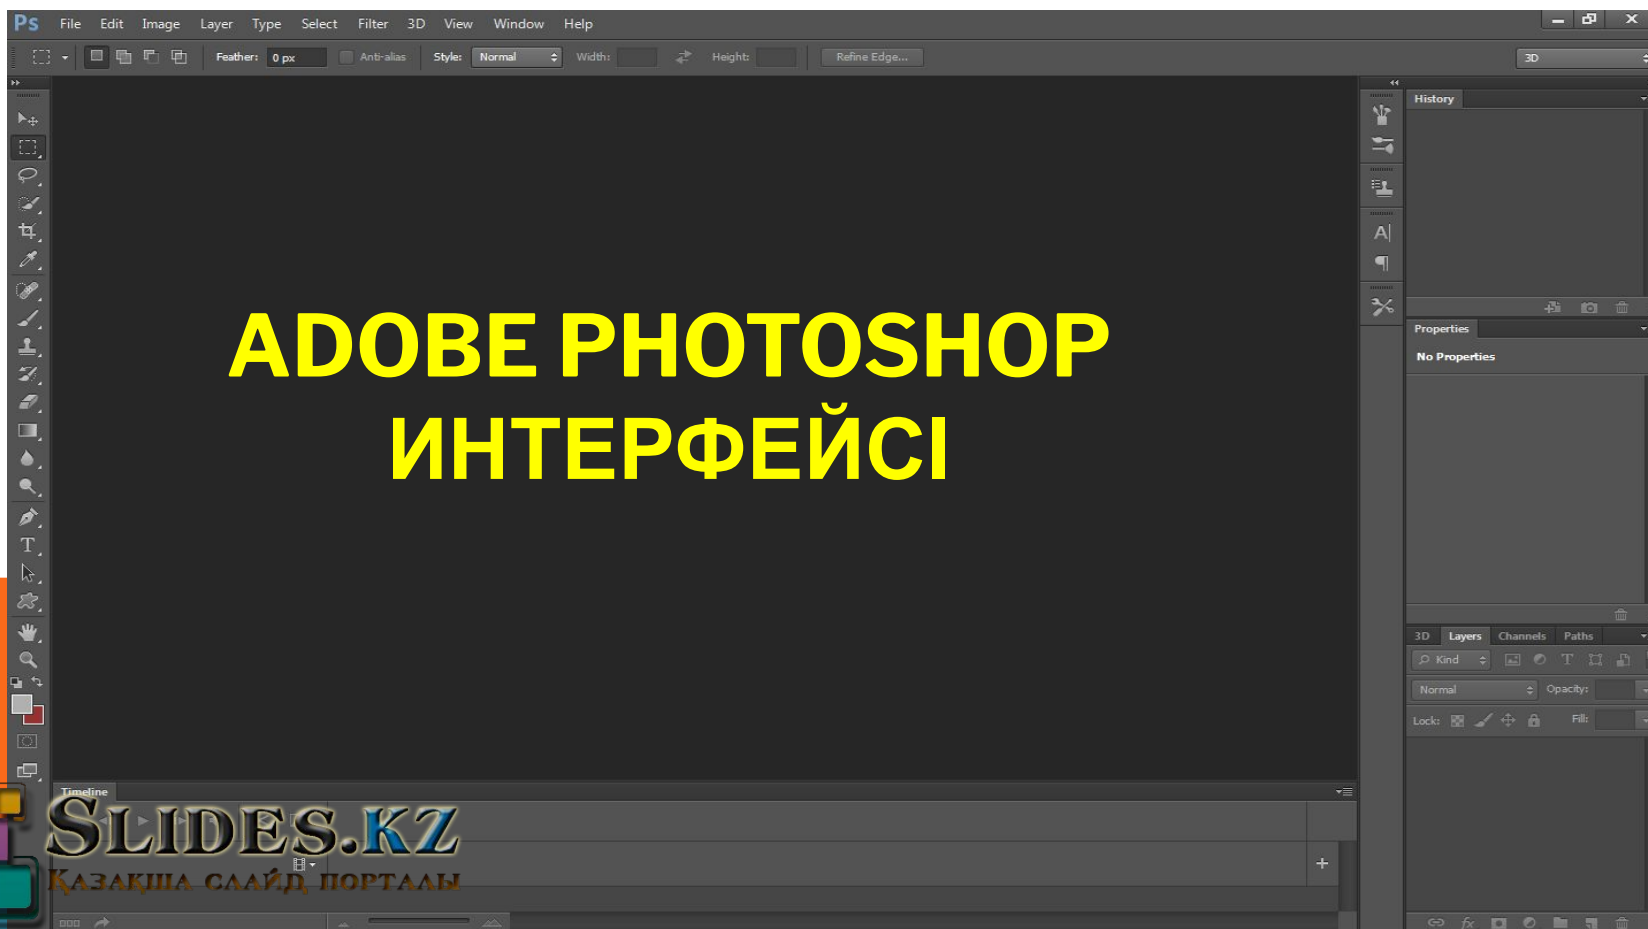 Ps File Edit Image Layer Type Select Filter 3D View Window Help
Feather: 0 px Anti-alias Style: Normal Width: Height: Refine Edge... 3D
History
ADOBE PHOTOSHOP
ИНТЕРФЕЙСІ
Properties
No Properties
3D Layers Channels Paths
Kind
Normal Opacity:
Lock: Fill:
Timeline
SLIDES.KZ
ҚАЗАҚША СЛАЙД ПОРТАЛЫ